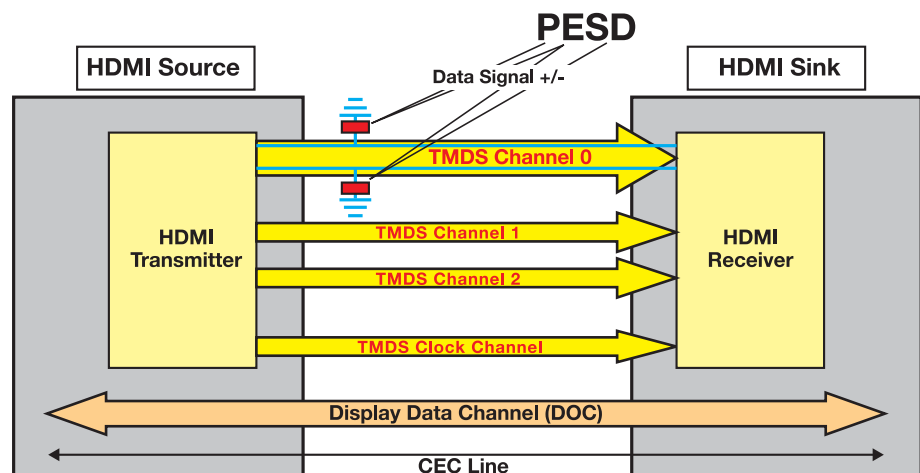 PESD
HDMI Source
Data Signal +/-
HDMI Sink
TMDS Channel 0
HDMI
Transmitter
TMDS Channel 1
HDMI
Receiver
TMDS Channel 2
TMDS Clock Channel
Display Data Channel (DOC)
CEC Line